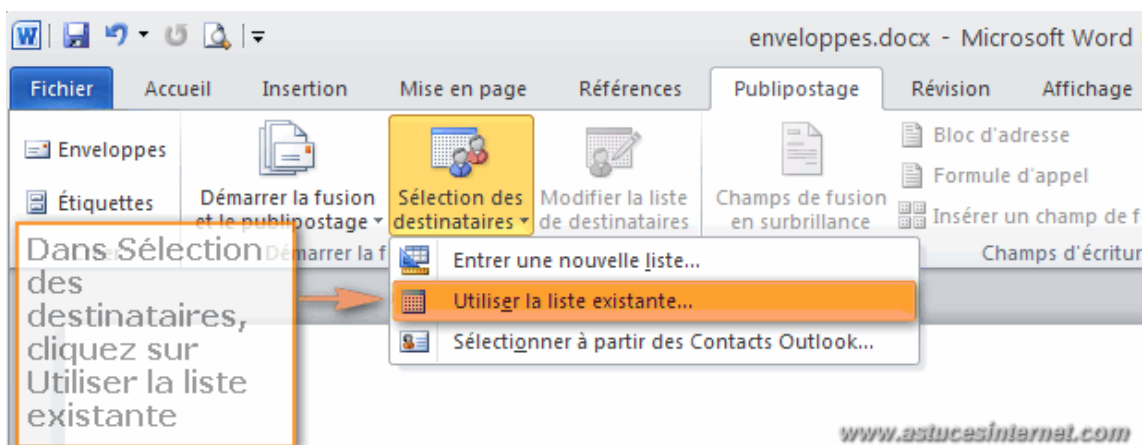 enveloppes.docx - Microsoft Word
Fichier Accueil Insertion Mise en page Références Publipostage Révision Affichage
Enveloppes
Étiquettes
Démarrer la fusion
et le publipostage
Sélection des
destinataires
Modifier la liste
de destinataires
Champs de fusion
en surbrillance
Bloc d'adresse
Formule d'appel
Insérer un champ de f
Démarrer la f
Champs d'écritur
Entrer une nouvelle liste...
Utiliser la liste existante...
Sélectionner à partir des Contacts Outlook...
Dans Sélection
des
destinataires,
cliquez sur
Utiliser la liste
existante
www.astucesinternet.com